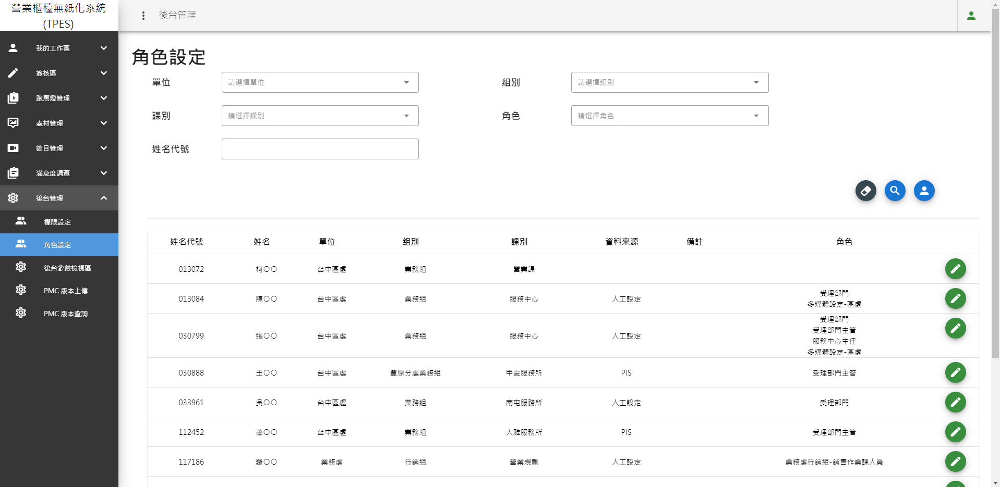 營業櫃檯無紙化系統
(TPES)
後台管理
我的工作區
簽核區
跑馬燈管理
素材管理
節目管理
滿意度調查
後台管理
權限設定
角色設定
後台參數檢視區
PMC 版本上傳
PMC 版本查詢
角色設定
單位 請選擇單位 組別 請選擇組別
課別 請選擇課別 角色 請選擇角色
姓名代號
姓名代號 姓名 單位 組別 課別 資料來源 備註 角色
013072 柯〇〇 台中區處 業務組 營業課
013084 陳〇〇 台中區處 業務組 服務中心 人工設定 受理部門
多媒體設定-區處
030799 張〇〇 台中區處 業務組 服務中心 人工設定 受理部門
受理部門主管
服務中心主任
多媒體設定-區處
030888 王〇〇 台中區處 豐原分處業務組 甲安服務所 PIS 受理部門主管
033961 吳〇〇 台中區處 業務組 南屯服務所 人工設定 受理部門
112452 蕭〇〇 台中區處 業務組 大雅服務所 PIS 受理部門主管
117186 羅〇〇 業務處 行銷組 營業規劃 人工設定 業務處行銷組-銷售作業課人員